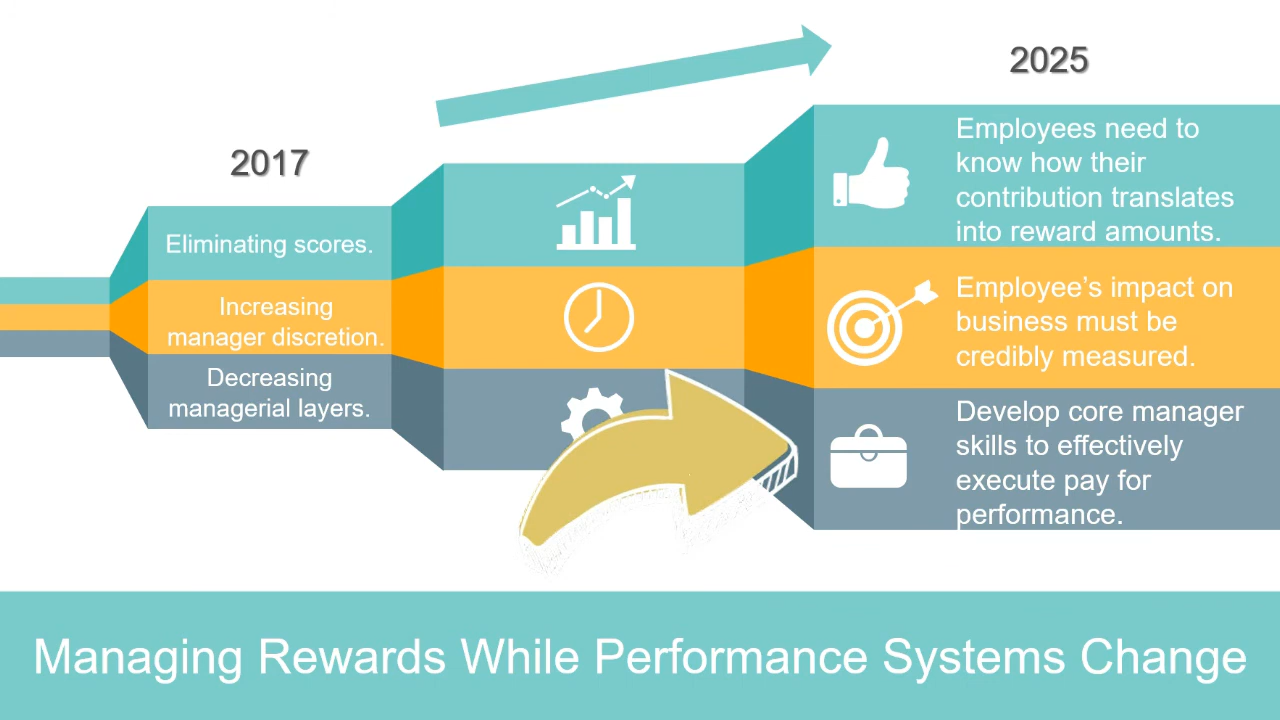 2025
2017
Eliminating scores.
Increasing
manager discretion.
Decreasing
managerial layers.
Employees need to
know how their
contribution translates
into reward amounts.
Employee’s impact on
business must be
credibly measured.
Develop core manager
skills to effectively
execute pay for
performance.
Managing Rewards While Performance Systems Change